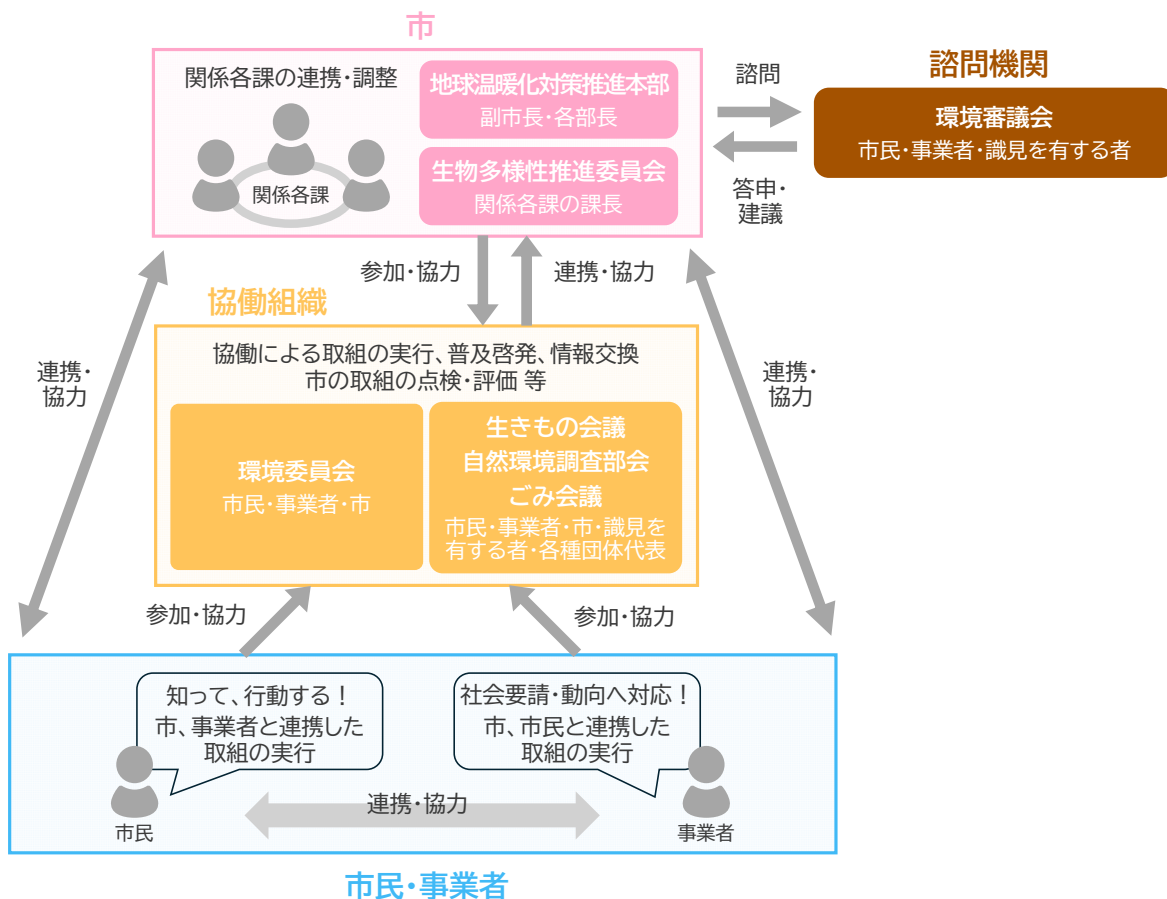 市
関係各課の連携・調整
関係各課
地球温暖化対策推進本部
副市長・各部長
生物多様性推進委員会
関係各課の課長
諮問
答申・
建議
諮問機関
環境審議会
市民・事業者・識見を有する者
参加・協力
連携・協力
協働組織
協働による取組の実行、普及啓発、情報交換
市の取組の点検・評価 等
環境委員会
市民・事業者・市
生きもの会議
自然環境調査部会
ごみ会議
市民・事業者・市・識見を
有する者・各種団体代表
連携・
協力
連携・
協力
参加・協力
参加・協力
知って、行動する！
市、事業者と連携した
取組の実行
社会要請・動向へ対応！
市、市民と連携した
取組の実行
連携・協力
市民
事業者
市民・事業者